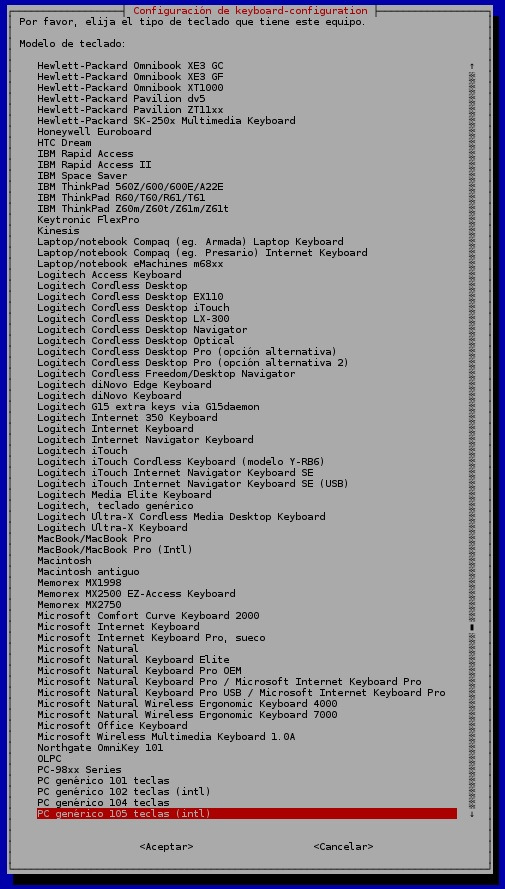 Configuración de keyboard-configuration
Por favor, elija el tipo de teclado que tiene este equipo.
Modelo de teclado:
Hewlett-Packard Omnibook XE3 GC
Hewlett-Packard Omnibook XE3 GF
Hewlett-Packard Omnibook XT1000
Hewlett-Packard Pavilion dv5
Hewlett-Packard Pavilion ZT11xx
Hewlett-Packard SK-250x Multimedia Keyboard
Honeywell Euroboard
HTC Dream
IBM Rapid Access
IBM Rapid Access II
IBM Space Saver
IBM ThinkPad 560Z/600/600E/A22E
IBM ThinkPad R60/T60/R61/T61
IBM ThinkPad Z60m/Z60t/Z61m/Z61t
Keytronic FlexPro
Kinesis
Laptop/notebook Compaq (eg. Armada) Laptop Keyboard
Laptop/notebook Compaq (eg. Presario) Internet Keyboard
Laptop/notebook eMachines m68xx
Logitech Access Keyboard
Logitech Cordless Desktop
Logitech Cordless Desktop EX110
Logitech Cordless Desktop iTouch
Logitech Cordless Desktop LX-300
Logitech Cordless Desktop Navigator
Logitech Cordless Desktop Optical
Logitech Cordless Desktop Pro (opción alternativa)
Logitech Cordless Desktop Pro (opción alternativa 2)
Logitech Cordless Freedom/Desktop Navigator
Logitech diNovo Edge Keyboard
Logitech diNovo Keyboard
Logitech G15 extra keys via G15daemon
Logitech Internet 350 Keyboard
Logitech Internet Keyboard
Logitech Internet Navigator Keyboard
Logitech iTouch
Logitech iTouch Cordless Keyboard (modelo Y-RB6)
Logitech iTouch Internet Navigator Keyboard SE
Logitech iTouch Internet Navigator Keyboard SE (USB)
Logitech Media Elite Keyboard
Logitech, teclado genérico
Logitech Ultra-X Cordless Media Desktop Keyboard
Logitech Ultra-X Keyboard
MacBook/MacBook Pro
MacBook/MacBook Pro (Intl)
Macintosh
Macintosh antiguo
Memorex MX1998
Memorex MX2500 EZ-Access Keyboard
Memorex MX2750
Microsoft Comfort Curve Keyboard 2000
Microsoft Internet Keyboard
Microsoft Internet Keyboard Pro, sueco
Microsoft Natural
Microsoft Natural Keyboard Elite
Microsoft Natural Keyboard Pro OEM
Microsoft Natural Keyboard Pro / Microsoft Internet Keyboard Pro
Microsoft Natural Keyboard Pro USB / Microsoft Internet Keyboard Pro
Microsoft Natural Wireless Ergonomic Keyboard 4000
Microsoft Natural Wireless Ergonomic Keyboard 7000
Microsoft Office Keyboard
Microsoft Wireless Multimedia Keyboard 1.0A
Northgate OmniKey 101
OLPC
PC-98xx Series
PC genérico 101 teclas
PC genérico 102 teclas (intl)
PC genérico 104 teclas
PC genérico 105 teclas (intl)
<Aceptar> <Cancelar>